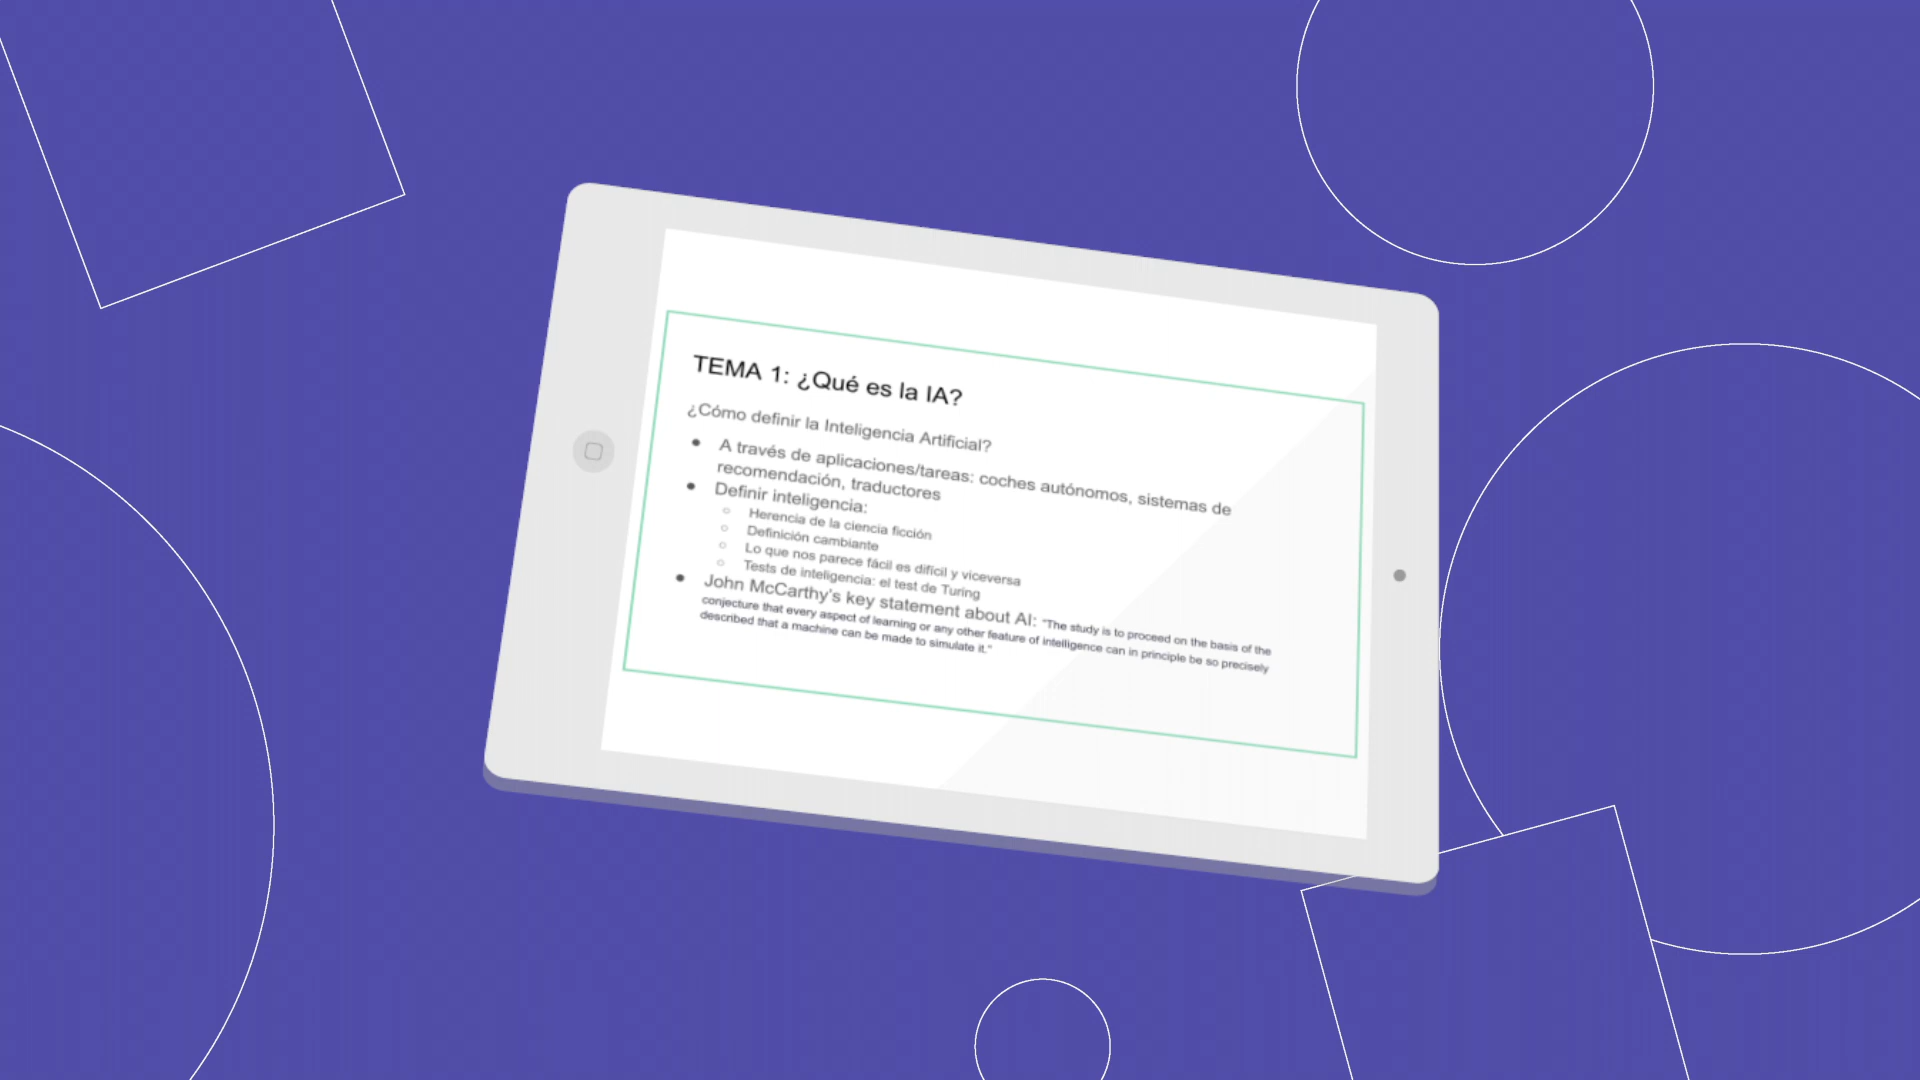 TEMA 1: ¿Qué es la IA?
¿Cómo definir la Inteligencia Artificial?
● A través de aplicaciones/tareas: coches autónomos, sistemas de
recomendación, traductores
● Definir inteligencia:
○ Herencia de la ciencia ficción
○ Definición cambiante
○ Lo que nos parece fácil es difícil y viceversa
○ Tests de inteligencia: el test de Turing
● John McCarthy's key statement about AI: "The study is to proceed on the basis of the
conjecture that every aspect of learning or any other feature of intelligence can in principle be so precisely
described that a machine can be made to simulate it."